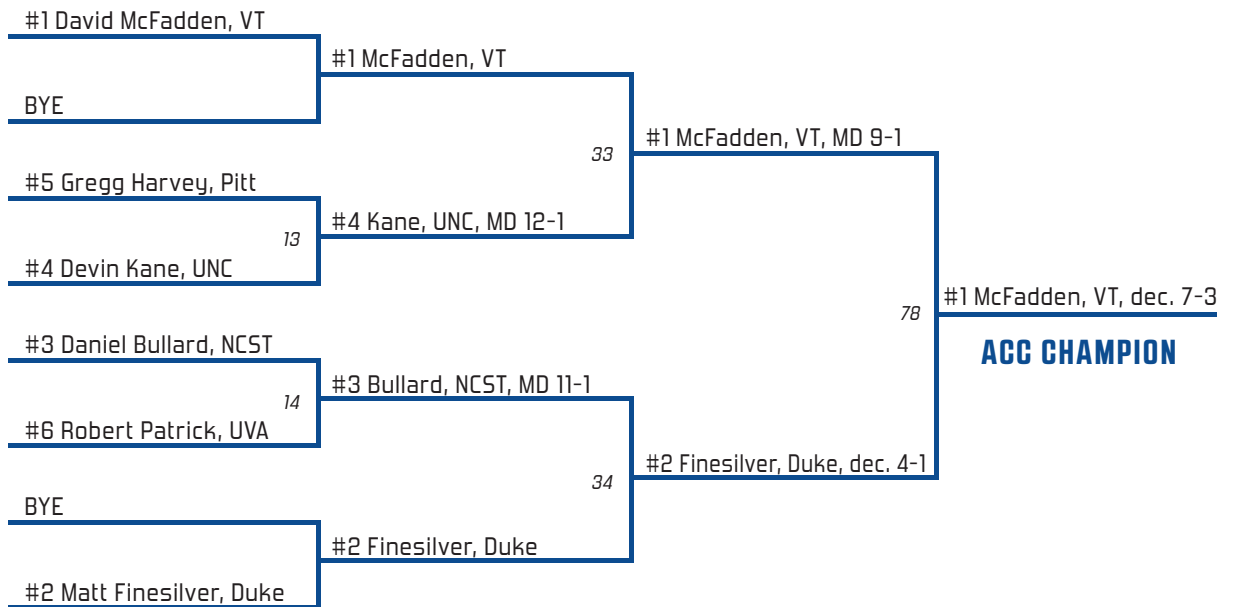 #1 David McFadden, VT
#1 McFadden, VT
BYE
#1 McFadden, VT, MD 9-1
33
#5 Gregg Harvey, Pitt
#4 Kane, UNC, MD 12-1
13
#4 Devin Kane, UNC
#1 McFadden, VT, dec. 7-3
78
ACC CHAMPION
#3 Daniel Bullard, NCST
#3 Bullard, NCST, MD 11-1
14
#6 Robert Patrick, UVA
#2 Finesilver, Duke, dec. 4-1
34
BYE
#2 Finesilver, Duke
#2 Matt Finesilver, Duke